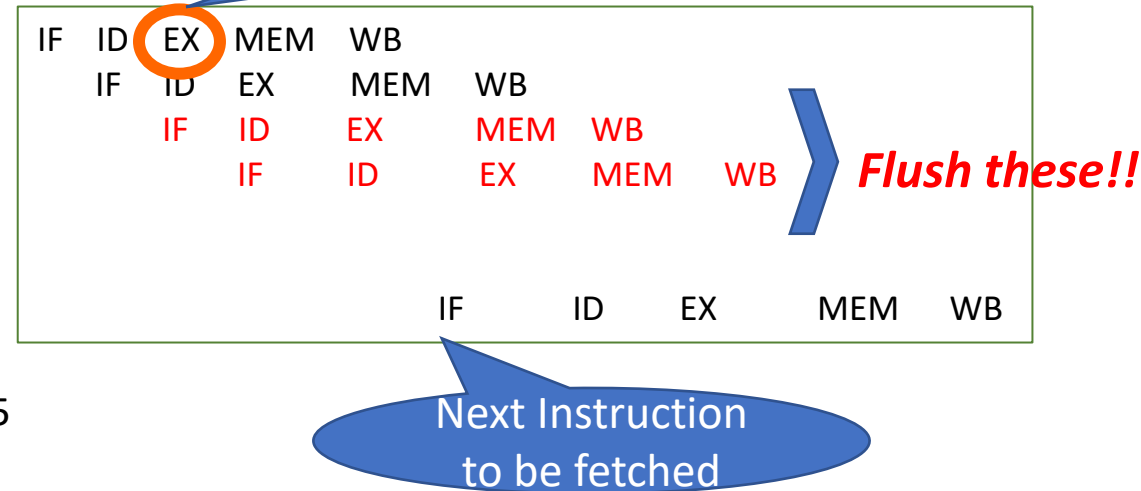 IF ID EX MEM WB
IF ID EX MEM WB
IF ID EX MEM WB
IF ID EX MEM WB
Flush these!!
IF ID EX MEM WB
5
Next Instruction
to be fetched